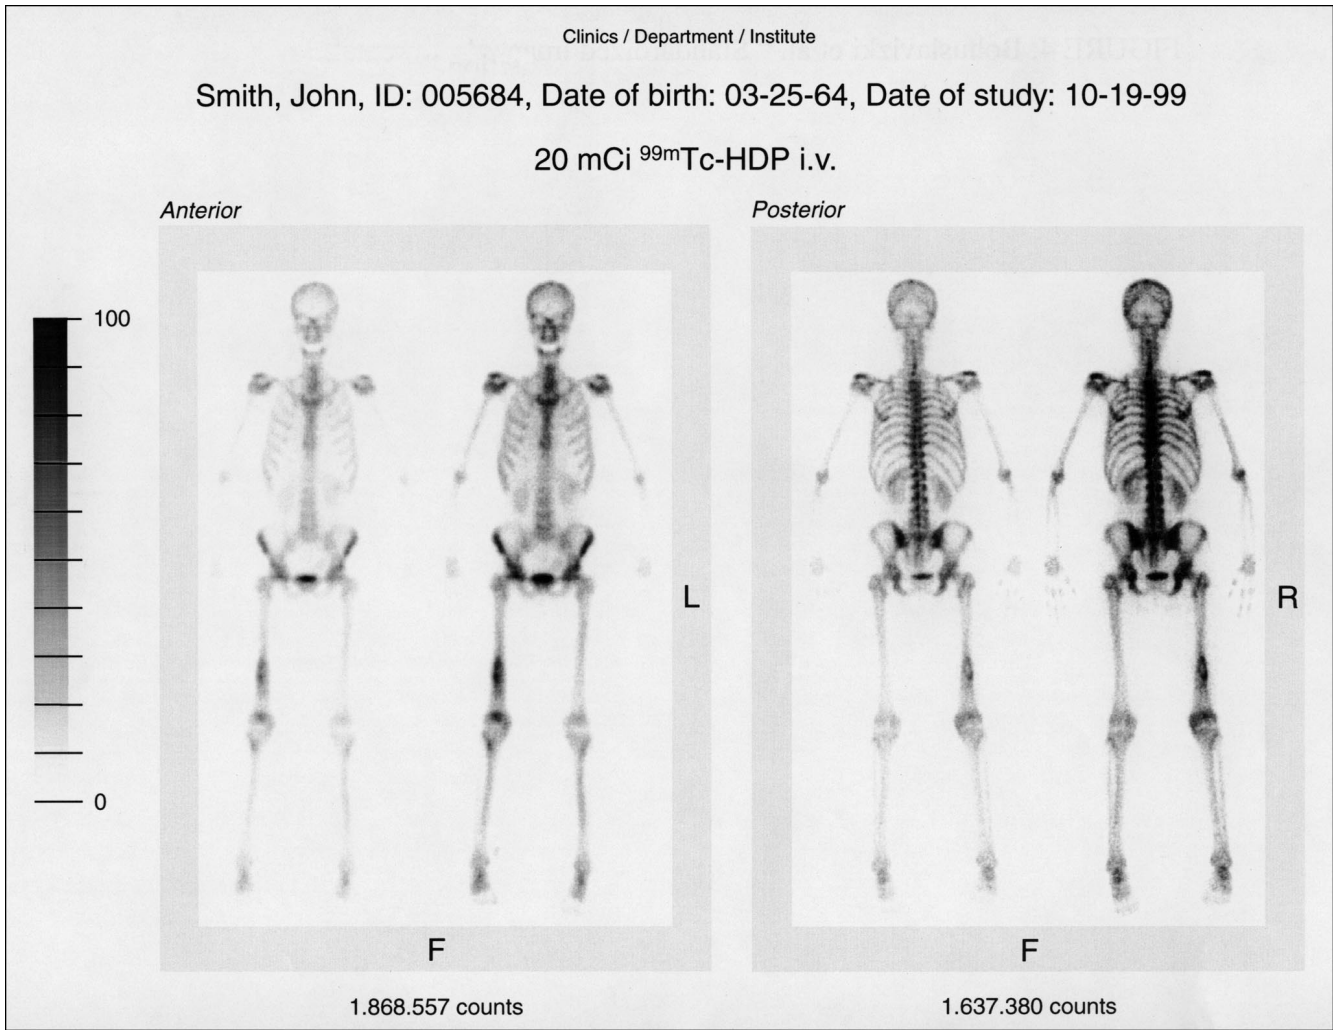 Clinics / Department / Institute
Smith, John, ID: 005684, Date of birth: 03-25-64, Date of study: 10-19-99
20 mCi 99mTc-HDP i.v.
Anterior
Posterior
100
0
L
R
F
F
1.868.557 counts
1.637.380 counts